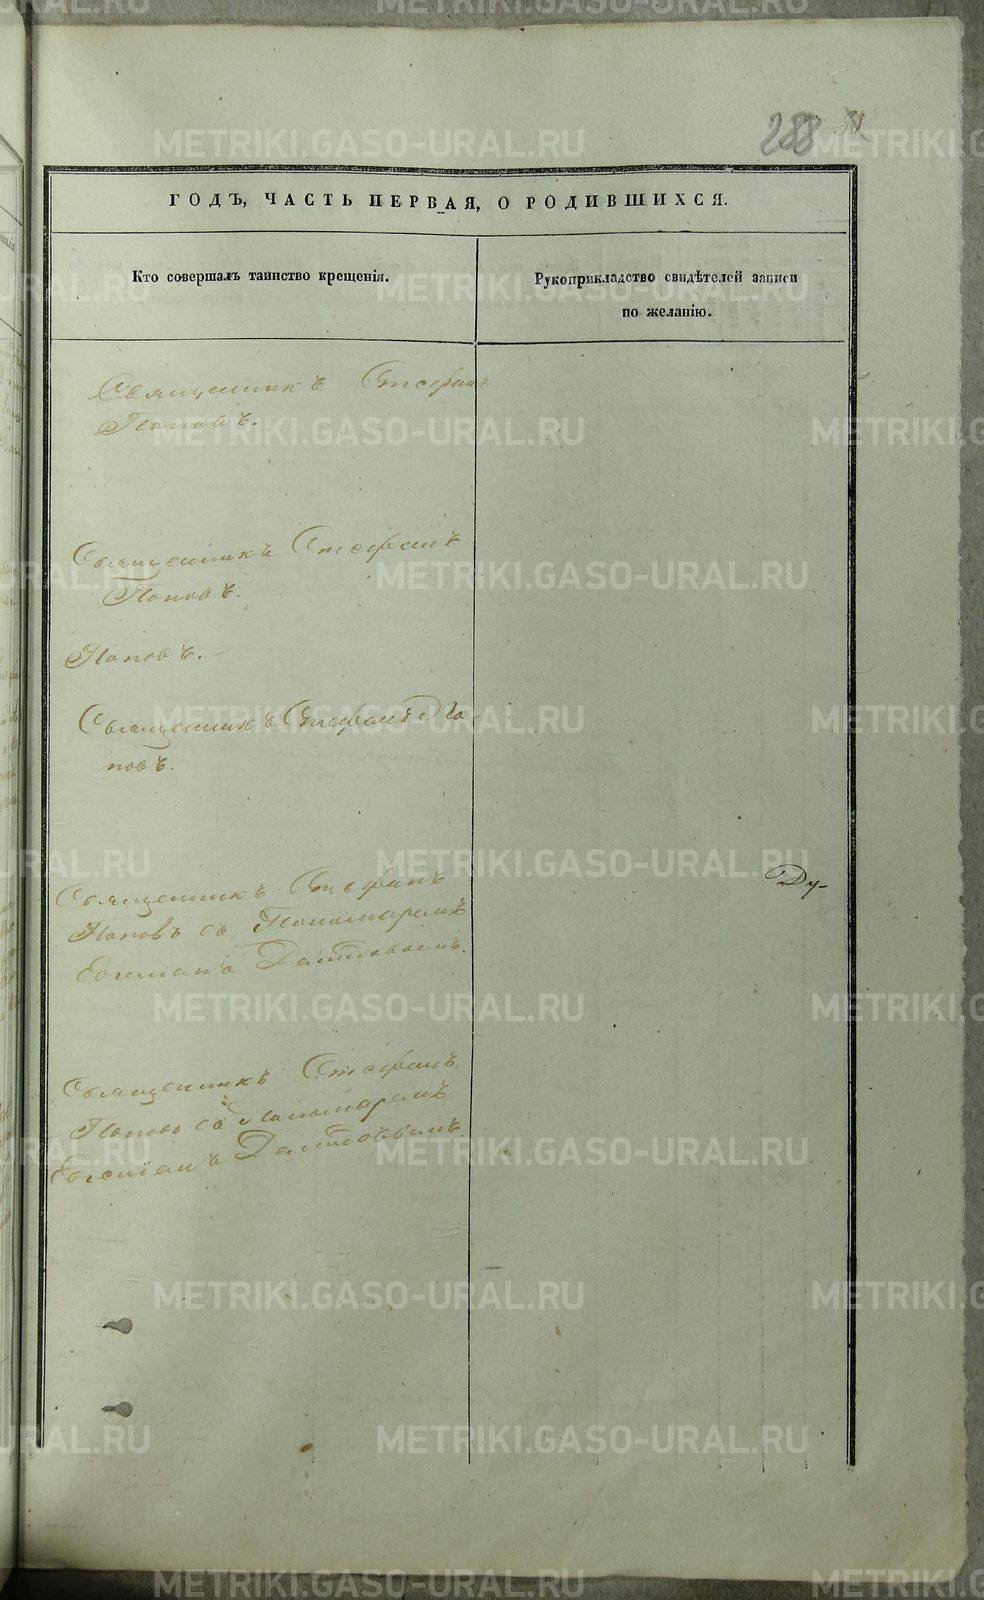 288
ГОДЪ, ЧАСТЬ ПЕРВАЯ, О РОДИВШИХСЯ.
Кто совершалъ таинство крещенія.
Рукоприкладство свидѣтелей записи
по желанію.
Священникъ Стефанъ
Поповъ.
Священникъ Стефанъ
Поповъ.
Поповъ.
Священникъ Стефанъ По-
повъ.
Священникъ Стефанъ
Поповъ съ Пономаремъ
Ду-
Священникъ Стефанъ
Поповъ съ Пономаремъ
METRIKI.GASO-URAL.RU